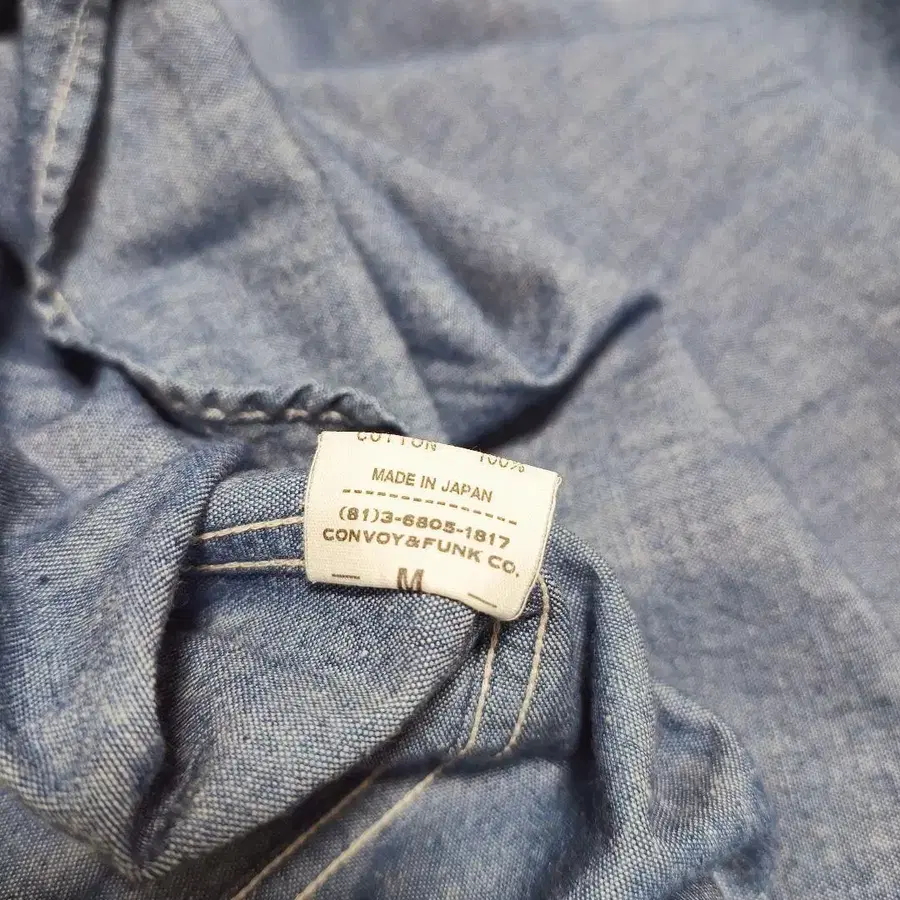 COTTON 100%
MADE IN JAPAN
(81)3-6805-1817
CONVOY&FUNK CO.
M